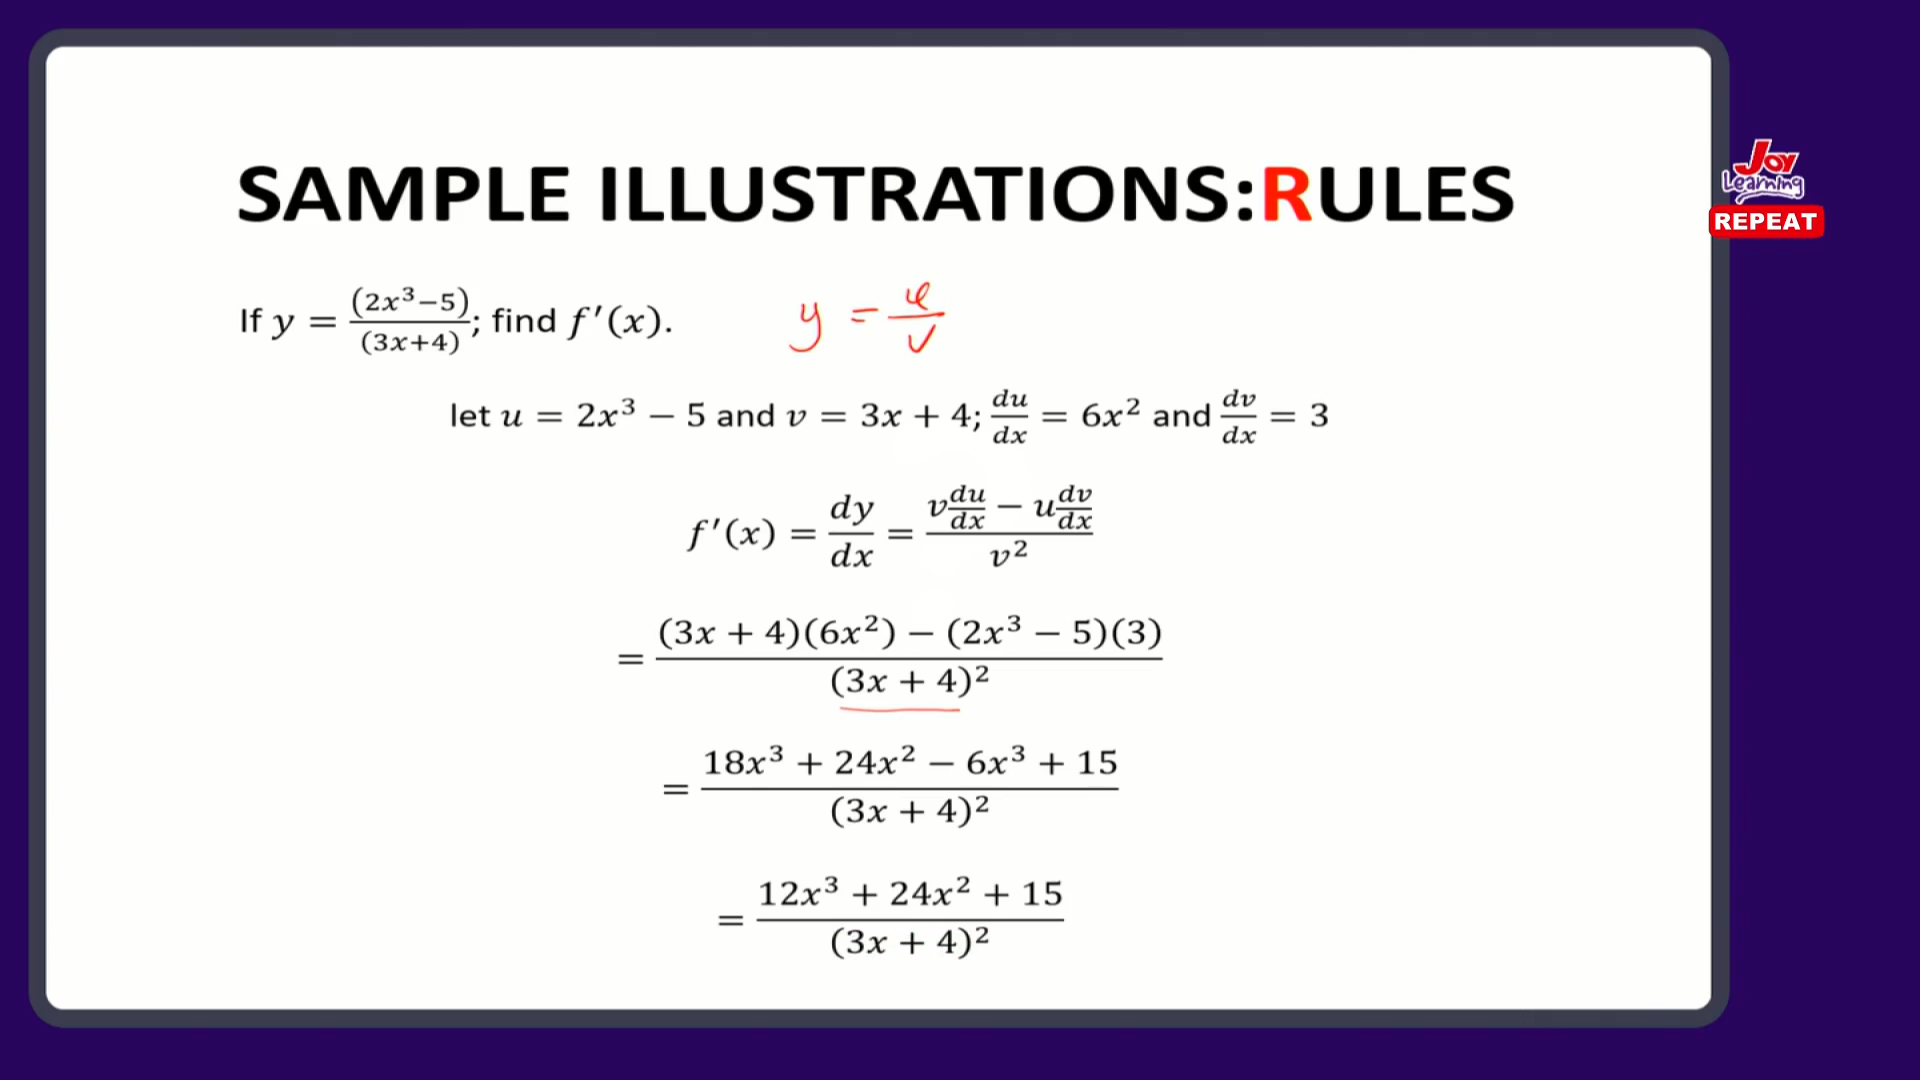 SAMPLE ILLUSTRATIONS:RULES
Joy
Learning
REPEAT
If y = (2x³−5)/(3x+4); find f′(x). y = u/v
let u = 2x³ − 5 and v = 3x + 4; du/dx = 6x² and dv/dx = 3
f′(x) = dy/dx = (v du/dx − u dv/dx)/v²
= ((3x + 4)(6x²) − (2x³ − 5)(3))/(3x + 4)²
= (18x³ + 24x² − 6x³ + 15)/(3x + 4)²
= (12x³ + 24x² + 15)/(3x + 4)²